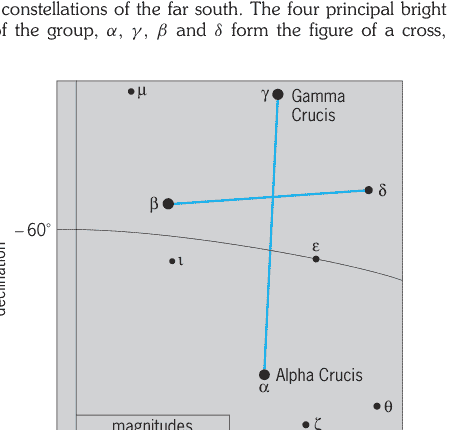 constellations of the far south. The four principal bright
of the group, α, γ, β and δ form the figure of a cross,
μ
γ Gamma
Crucis
β
δ
–60°
ε
ι
declination
Alpha Crucis
α
θ
ζ
magnitudes